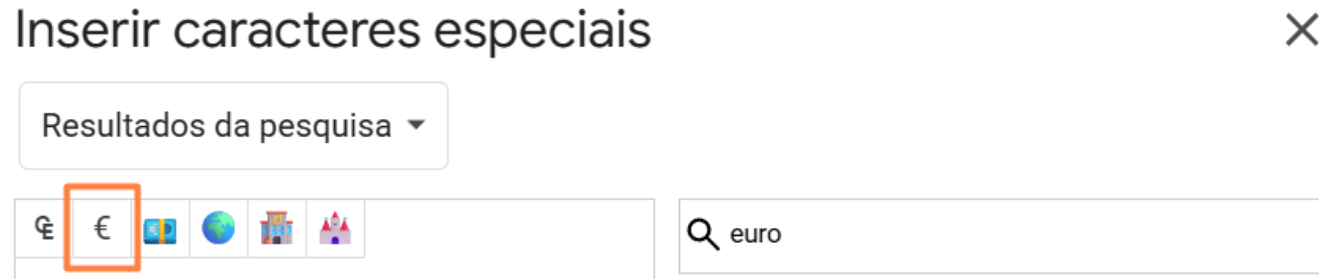 Inserir caracteres especiais
Resultados da pesquisa
₠ €
euro